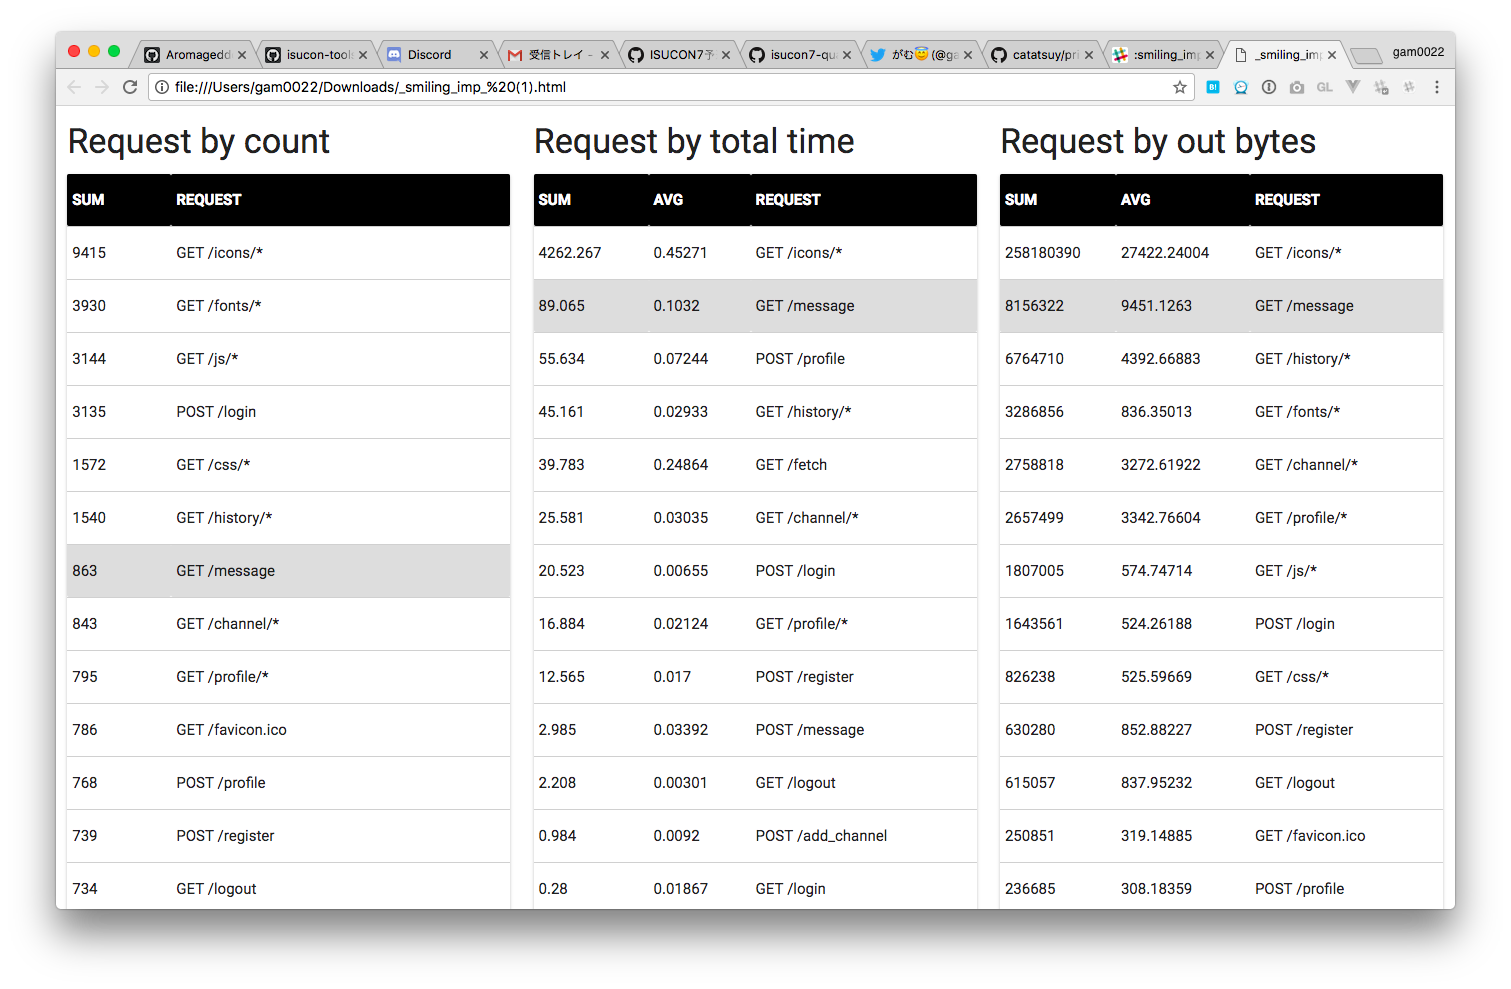 Aromagedd
isucon-tool
Discord
受信トレイ -
ISUCON7予
isucon7-qu
がむ😇 (@ga
catatsuy/pri
:smiling_imp
_smiling_imp
gam0022
file:///Users/gam0022/Downloads/_smiling_imp_%20(1).html
B!
GL
Request by count
SUM REQUEST
9415 GET /icons/*
3930 GET /fonts/*
3144 GET /js/*
3135 POST /login
1572 GET /css/*
1540 GET /history/*
863 GET /message
843 GET /channel/*
795 GET /profile/*
786 GET /favicon.ico
768 POST /profile
739 POST /register
734 GET /logout
Request by total time
SUM AVG REQUEST
4262.267 0.45271 GET /icons/*
89.065 0.1032 GET /message
55.634 0.07244 POST /profile
45.161 0.02933 GET /history/*
39.783 0.24864 GET /fetch
25.581 0.03035 GET /channel/*
20.523 0.00655 POST /login
16.884 0.02124 GET /profile/*
12.565 0.017 POST /register
2.985 0.03392 POST /message
2.208 0.00301 GET /logout
0.984 0.0092 POST /add_channel
0.28 0.01867 GET /login
Request by out bytes
SUM AVG REQUEST
258180390 27422.24004 GET /icons/*
8156322 9451.1263 GET /message
6764710 4392.66883 GET /history/*
3286856 836.35013 GET /fonts/*
2758818 3272.61922 GET /channel/*
2657499 3342.76604 GET /profile/*
1807005 574.74714 GET /js/*
1643561 524.26188 POST /login
826238 525.59669 GET /css/*
630280 852.88227 POST /register
615057 837.95232 GET /logout
250851 319.14885 GET /favicon.ico
236685 308.18359 POST /profile